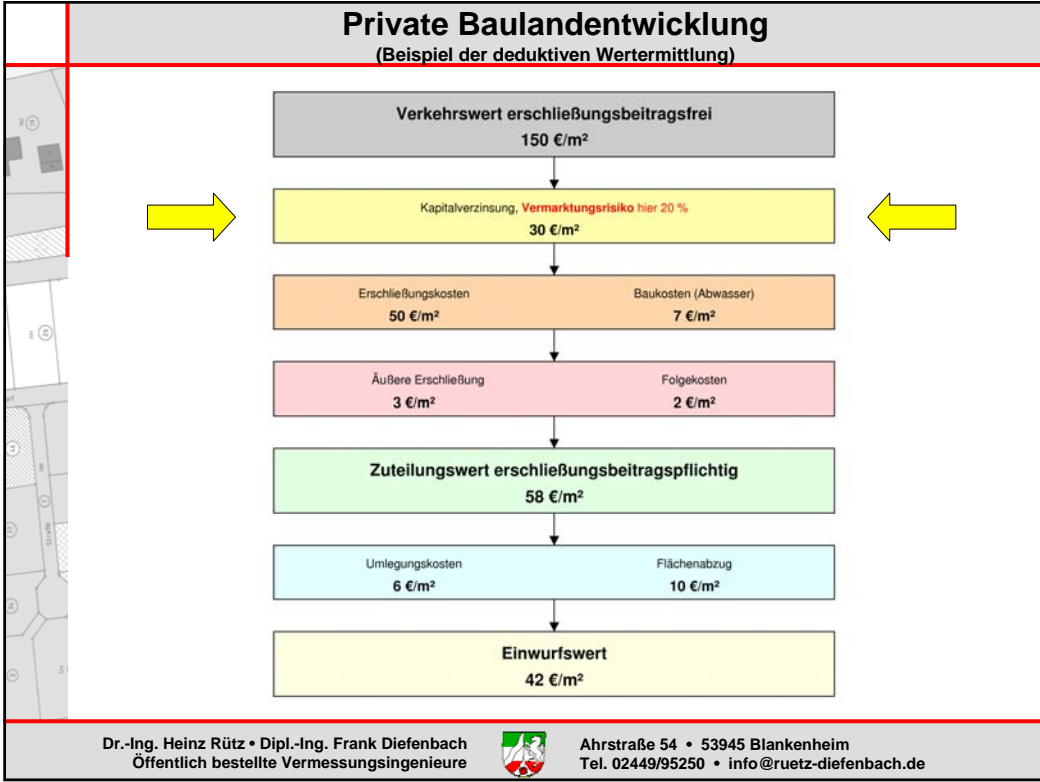 Private Baulandentwicklung
(Beispiel der deduktiven Wertermittlung)
Verkehrswert erschließungsbeitragsfrei
150 €/m²
Kapitalverzinsung, Vermarktungsrisiko hier 20 %
30 €/m²
Erschließungskosten Baukosten (Abwasser)
50 €/m² 7 €/m²
Äußere Erschließung Folgekosten
3 €/m² 2 €/m²
Zuteilungswert erschließungsbeitragspflichtig
58 €/m²
Umlegungskosten Flächenabzug
6 €/m² 10 €/m²
Einwurfswert
42 €/m²
Straße
Dr.-Ing. Heinz Rütz • Dipl.-Ing. Frank Diefenbach
Öffentlich bestellte Vermessungsingenieure
Ahrstraße 54 • 53945 Blankenheim
Tel. 02449/95250 • info@ruetz-diefenbach.de